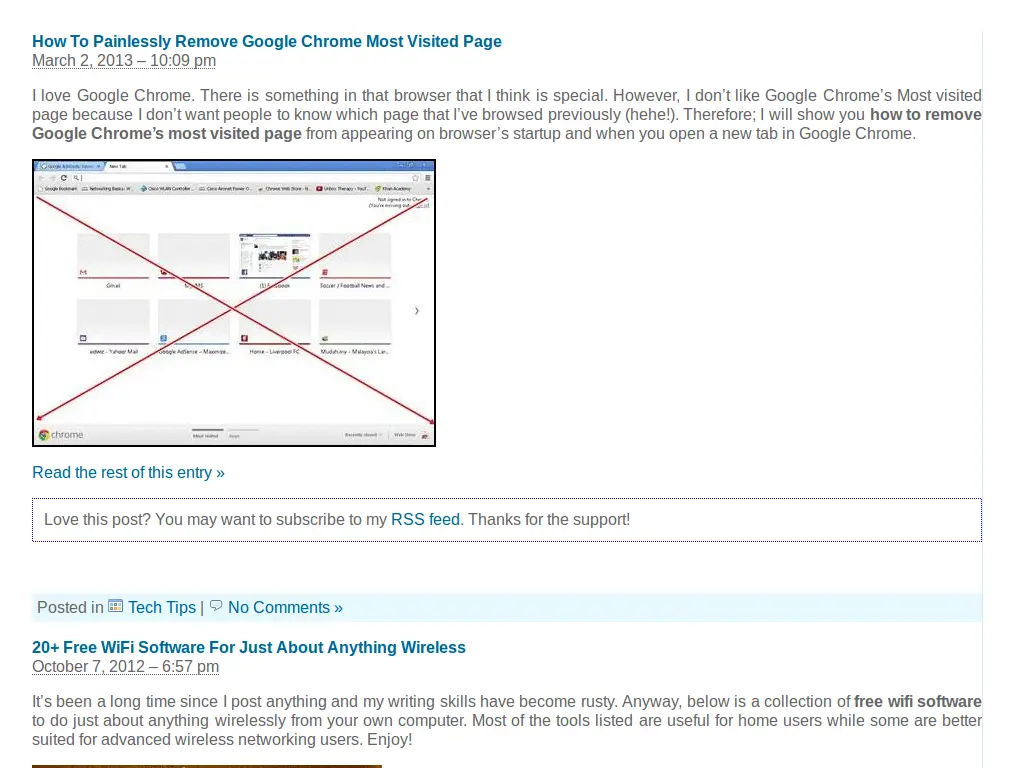 How To Painlessly Remove Google Chrome Most Visited Page
March 2, 2013 – 10:09 pm
I love Google Chrome. There is something in that browser that I think is special. However, I don’t like Google Chrome’s Most visited
page because I don’t want people to know which page that I’ve browsed previously (hehe!). Therefore; I will show you how to remove
Google Chrome’s most visited page from appearing on browser’s startup and when you open a new tab in Google Chrome.
New Tab
Google Bookmark Networking Basics: W... Cisco WLAN Controller... Cisco Aironet Power O... Chrome Web Store - N... Unbox Therapy - YouT... Khan Academy
Not signed in to
(You're missing out
Gmail
Soccer / Football News and ...
Yahoo! Mail Google AdSense – Maximize... Home - Liverpool FC Mudah.my - Malaysia's Lar...
chrome Most visited Apps Recently closed Web Store
Read the rest of this entry »
Love this post? You may want to subscribe to my RSS feed. Thanks for the support!
Posted in Tech Tips | No Comments »
20+ Free WiFi Software For Just About Anything Wireless
October 7, 2012 – 6:57 pm
It’s been a long time since I post anything and my writing skills have become rusty. Anyway, below is a collection of free wifi software
to do just about anything wirelessly from your own computer. Most of the tools listed are useful for home users while some are better
suited for advanced wireless networking users. Enjoy!